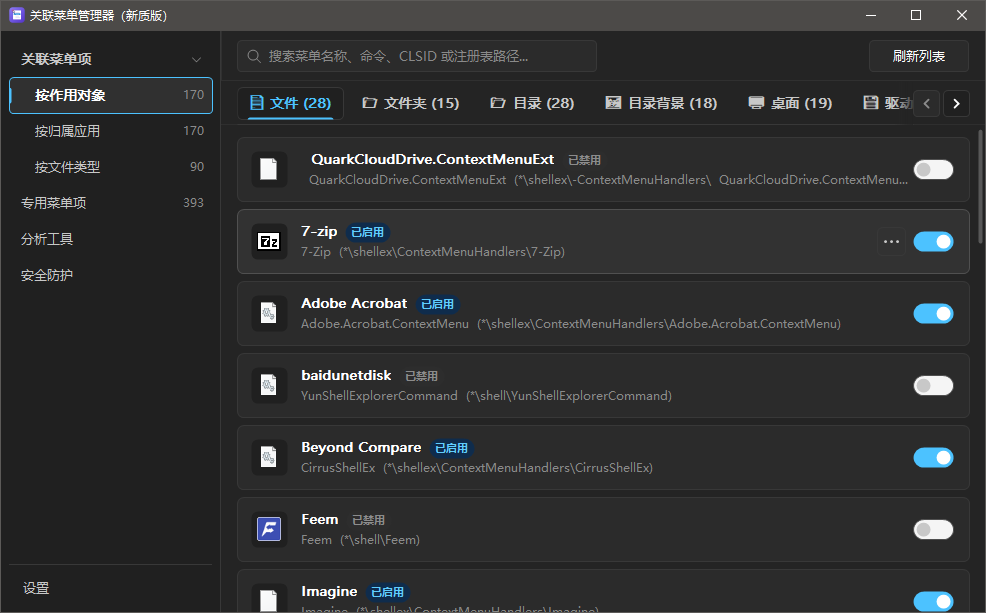 关联菜单管理器（新质版）
关联菜单项
按作用对象 170
按归属应用 170
按文件类型 90
专用菜单项 393
分析工具
安全防护
设置
搜索菜单名称、命令、CLSID 或注册表路径...
刷新列表
文件 (28) 文件夹 (15) 目录 (28) 目录背景 (18) 桌面 (19) 驱动
QuarkCloudDrive.ContextMenuExt 已禁用
QuarkCloudDrive.ContextMenuExt (*\shellex\-ContextMenuHandlers\ QuarkCloudDrive.ContextMenu...
7-zip 已启用
7-Zip (*\shellex\ContextMenuHandlers\7-Zip)
Adobe Acrobat 已启用
Adobe.Acrobat.ContextMenu (*\shellex\ContextMenuHandlers\Adobe.Acrobat.ContextMenu)
baidunetdisk 已禁用
YunShellExplorerCommand (*\shell\YunShellExplorerCommand)
Beyond Compare 已启用
CirrusShellEx (*\shellex\ContextMenuHandlers\CirrusShellEx)
Feem 已禁用
Feem (*\shell\Feem)
Imagine 已启用
Imagine (*\shellex\ContextMenuHandlers\Imagine)